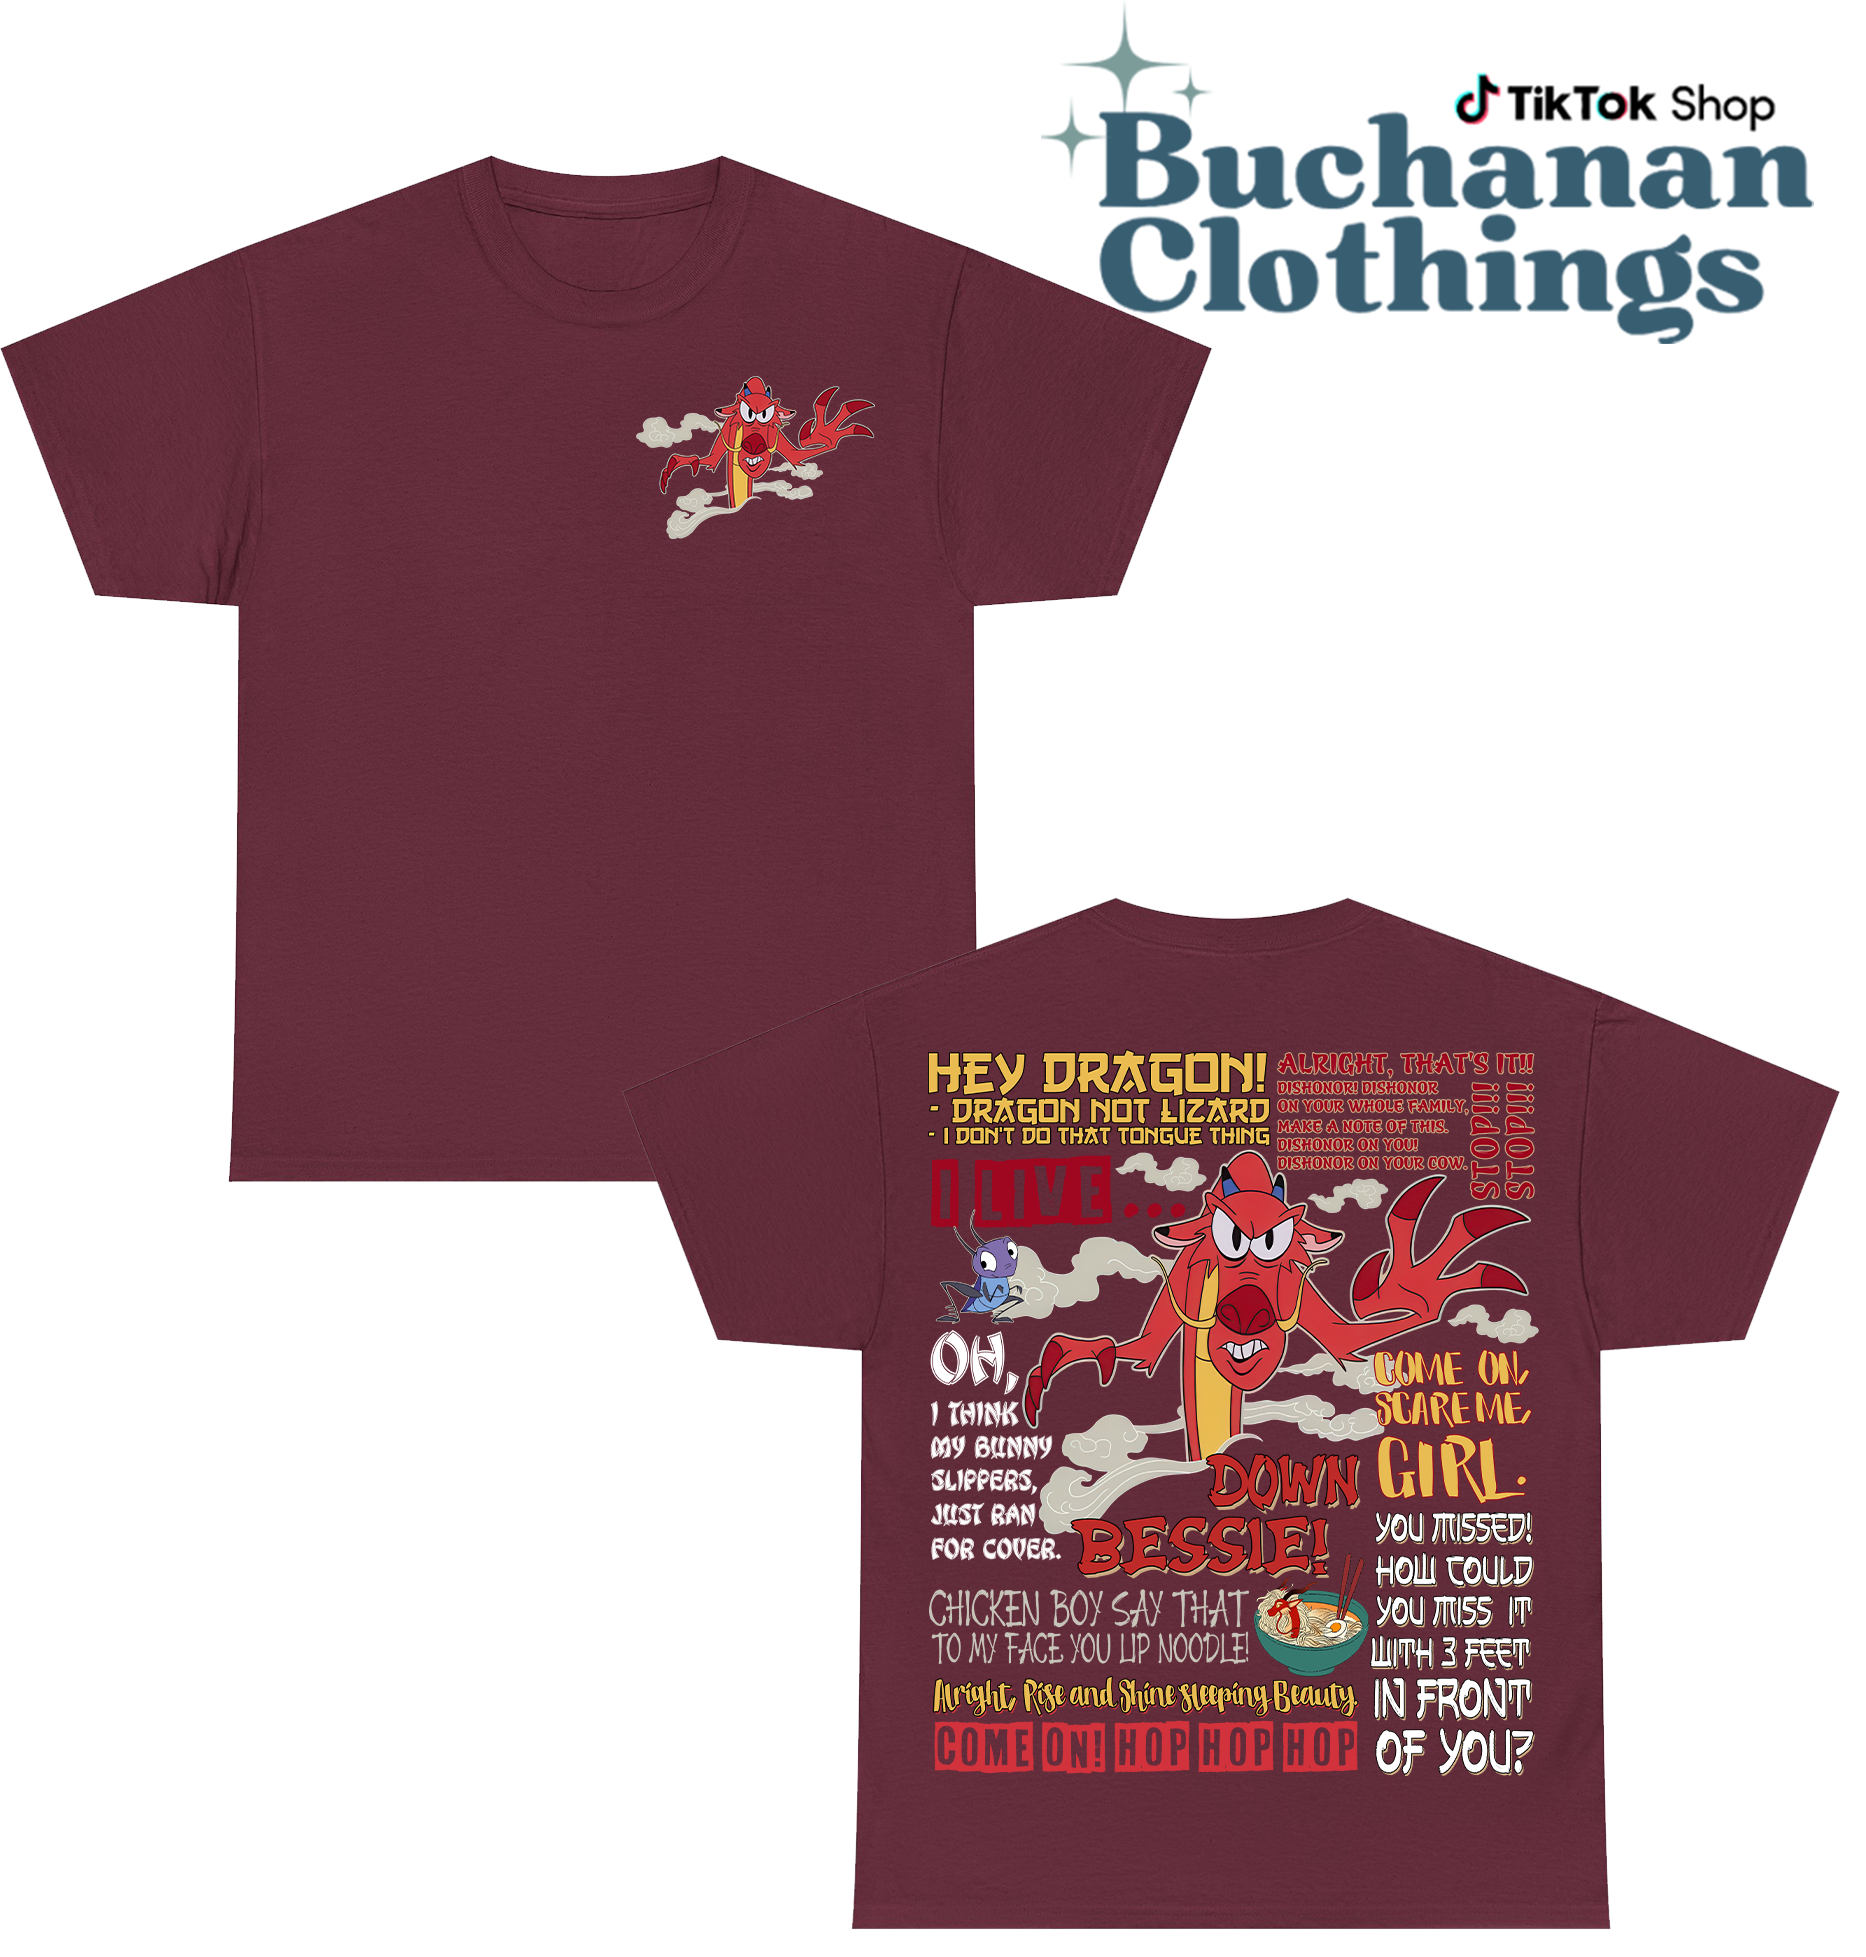 TikTok Shop
Buchanan
Clothings
HEY DRAGON!
- DRAGON NOT LIZARD
- I DON'T DO THAT TONGUE THING
ALRIGHT, THAT'S IT!!
DISHONOR! DISHONOR
ON YOUR WHOLE FAMILY,
MAKE A NOTE OF THIS.
DISHONOR ON YOU!
DISHONOR ON YOUR COW.
STOP!!!
STOP!!!
I LIVE...
OH,
I THINK
MY BUNNY
SLIPPERS,
JUST RAN
FOR COVER.
COME ON,
SCARE ME,
GIRL.
DOWN
BESSIE!
YOU MISSED!
HOW COULD
YOU MISS IT
WITH 3 FEET
IN FRONT
OF YOU?
CHICKEN BOY SAY THAT
TO MY FACE YOU LIP NOODLE!
Alright, Rise and Shine Sleeping Beauty.
COME ON! HOP HOP HOP